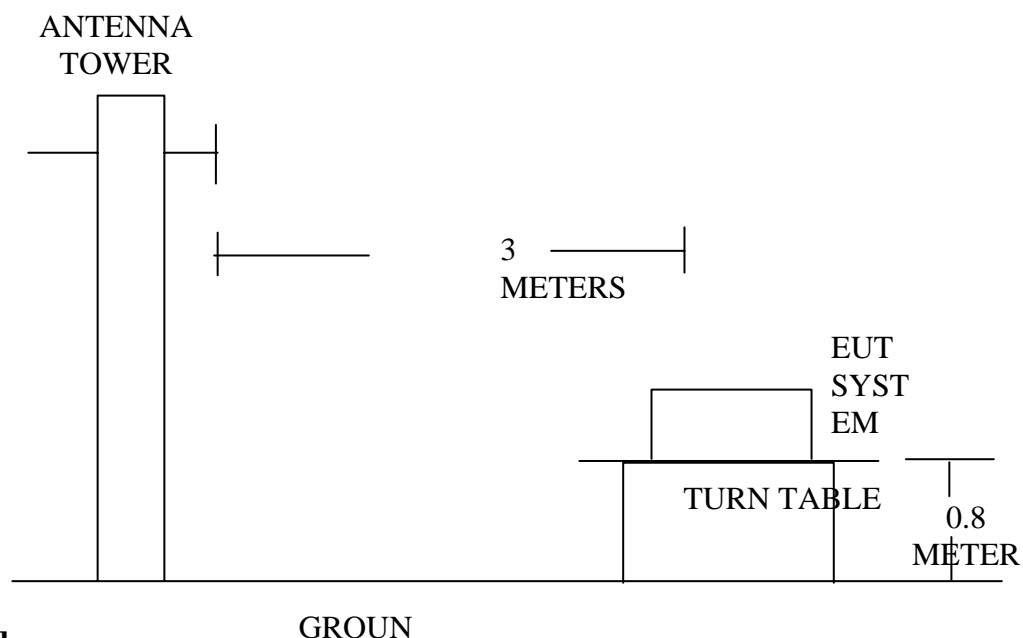 ANTENNA
TOWER
3
METERS
EUT
SYST
EM
TURN TABLE
0.8
METER
GROUN